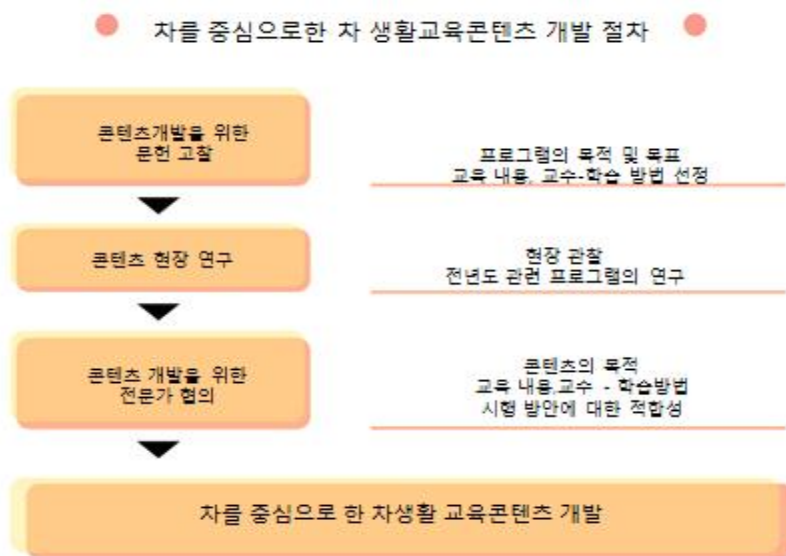 차를 중심으로한 차 생활교육콘텐츠 개발 절차
콘텐츠개발을 위한
문헌 고찰
프로그램의 목적 및 목표
교육 내용, 교수-학습 방법 선정
콘텐츠 현장 연구
현장 관찰
전년도 관련 프로그램의 연구
콘텐츠 개발을 위한
전문가 협의
콘텐츠의 목적
교육 내용,교수 - 학습방법
시행 방안에 대한 적합성
차를 중심으로 한 차생활 교육콘텐츠 개발